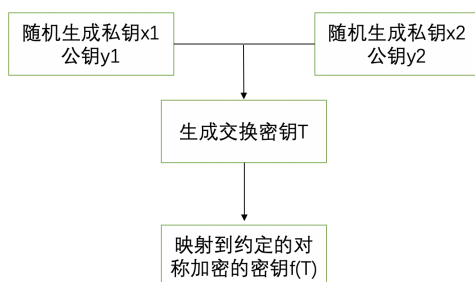 随机生成私钥x1
公钥y1
随机生成私钥x2
公钥y2
生成交换密钥T
映射到约定的对
称加密的密钥f(T)